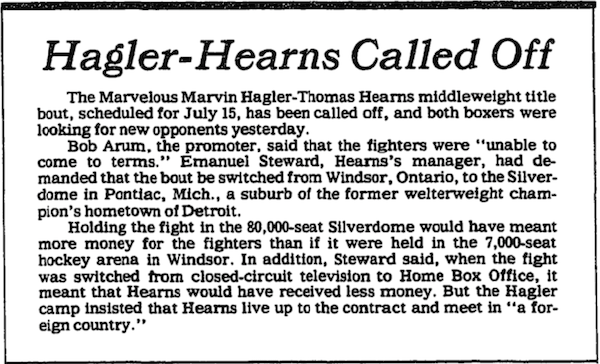 Hagler-Hearns Called Off
The Marvelous Marvin Hagler-Thomas Hearns middleweight title
bout, scheduled for July 15, has been called off, and both boxers were
looking for new opponents yesterday.
Bob Arum, the promoter, said that the fighters were "unable to
come to terms." Emanuel Steward, Hearns's manager, had de-
manded that the bout be switched from Windsor, Ontario, to the Silver-
dome in Pontiac, Mich., a suburb of the former welterweight cham-
pion's hometown of Detroit.
Holding the fight in the 80,000-seat Silverdome would have meant
more money for the fighters than if it were held in the 7,000-seat
hockey arena in Windsor. In addition, Steward said, when the fight
was switched from closed-circuit television to Home Box Office, it
meant that Hearns would have received less money. But the Hagler
camp insisted that Hearns live up to the contract and meet in "a for-
eign country."